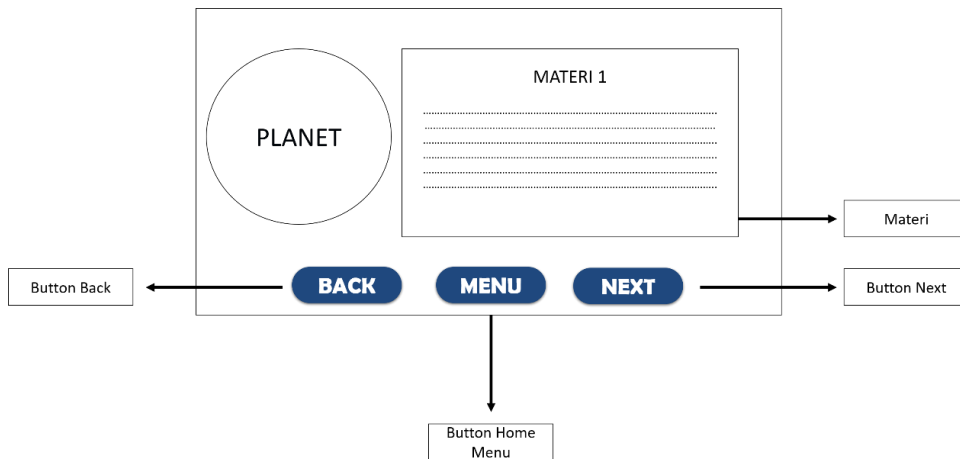 MATERI 1
PLANET
Materi
BACK
MENU
NEXT
Button Back
Button Next
Button Home
Menu